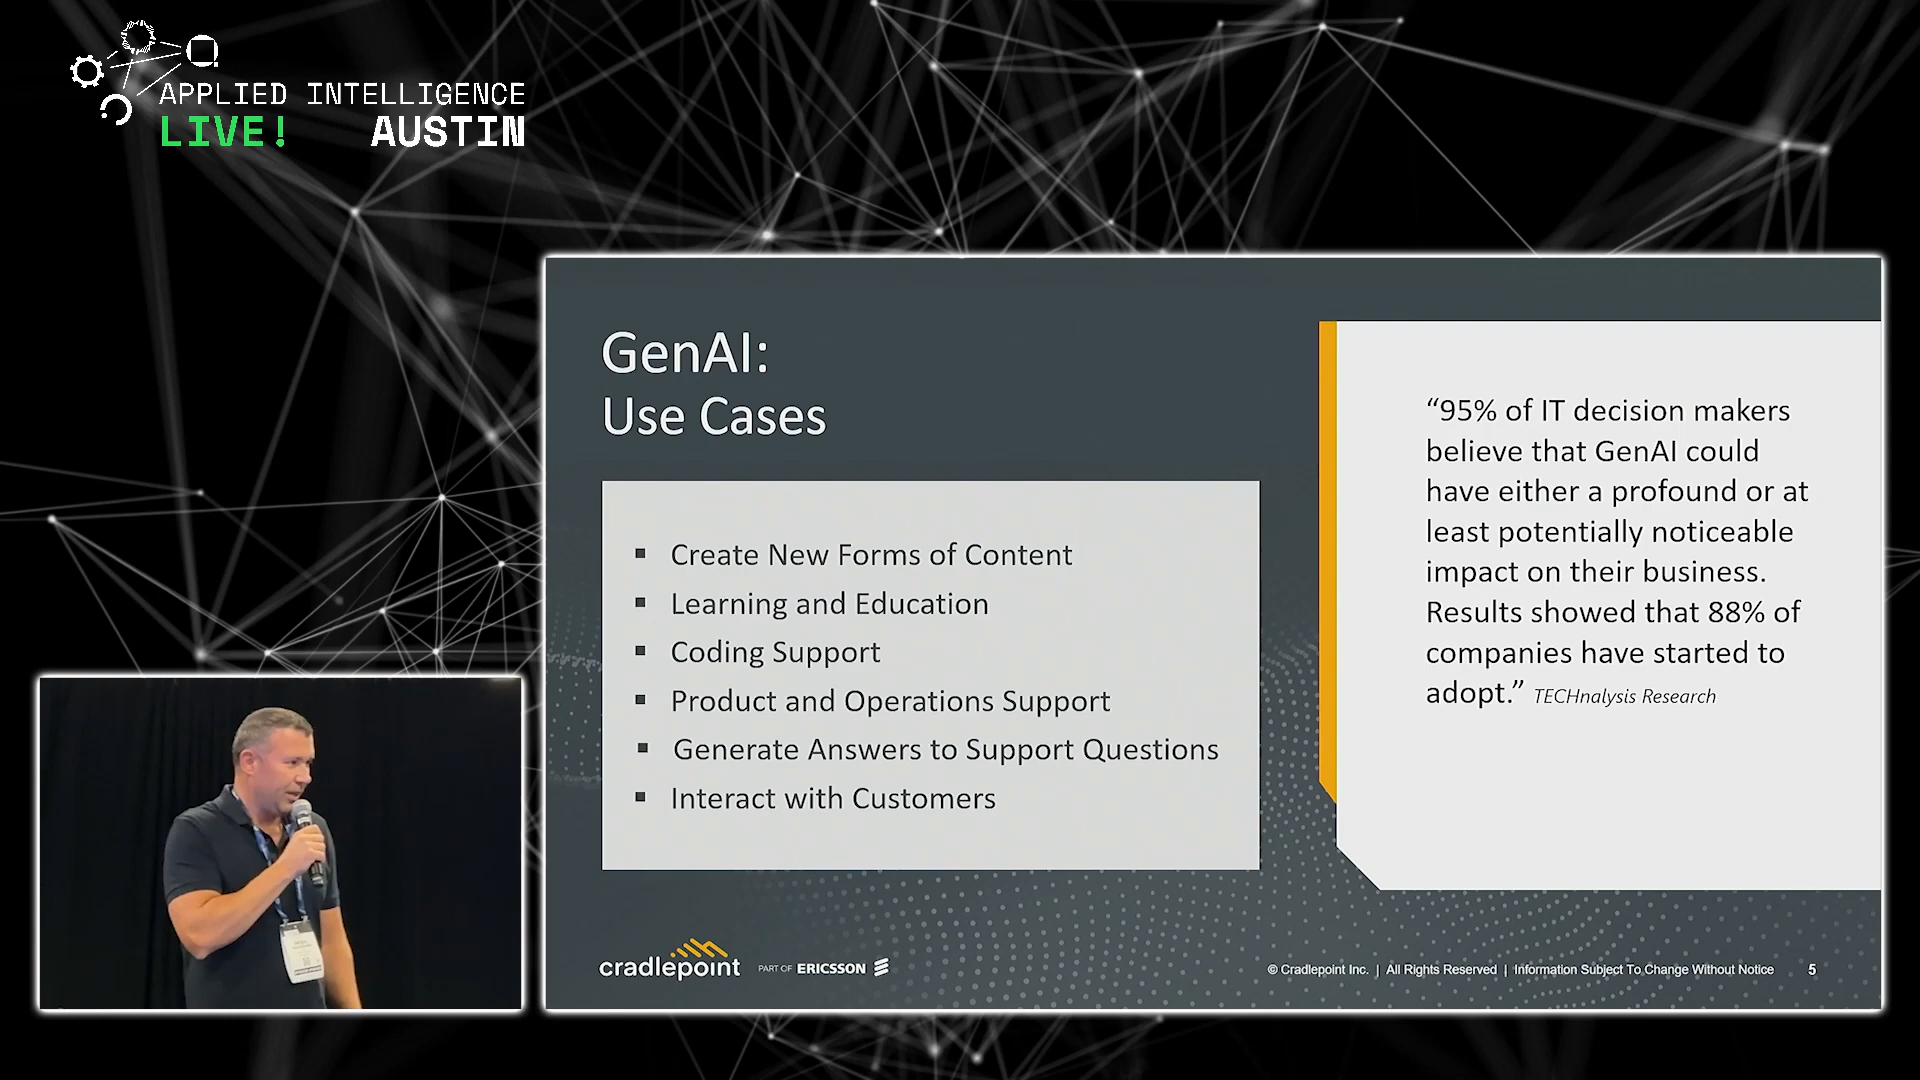 APPLIED INTELLIGENCE
LIVE! AUSTIN
GenAI:
Use Cases
▪ Create New Forms of Content
▪ Learning and Education
▪ Coding Support
▪ Product and Operations Support
▪ Generate Answers to Support Questions
▪ Interact with Customers
“95% of IT decision makers
believe that GenAI could
have either a profound or at
least potentially noticeable
impact on their business.
Results showed that 88% of
companies have started to
adopt.” TECHnalysis Research
cradlepoint PART OF ERICSSON
© Cradlepoint Inc. | All Rights Reserved | Information Subject To Change Without Notice 5